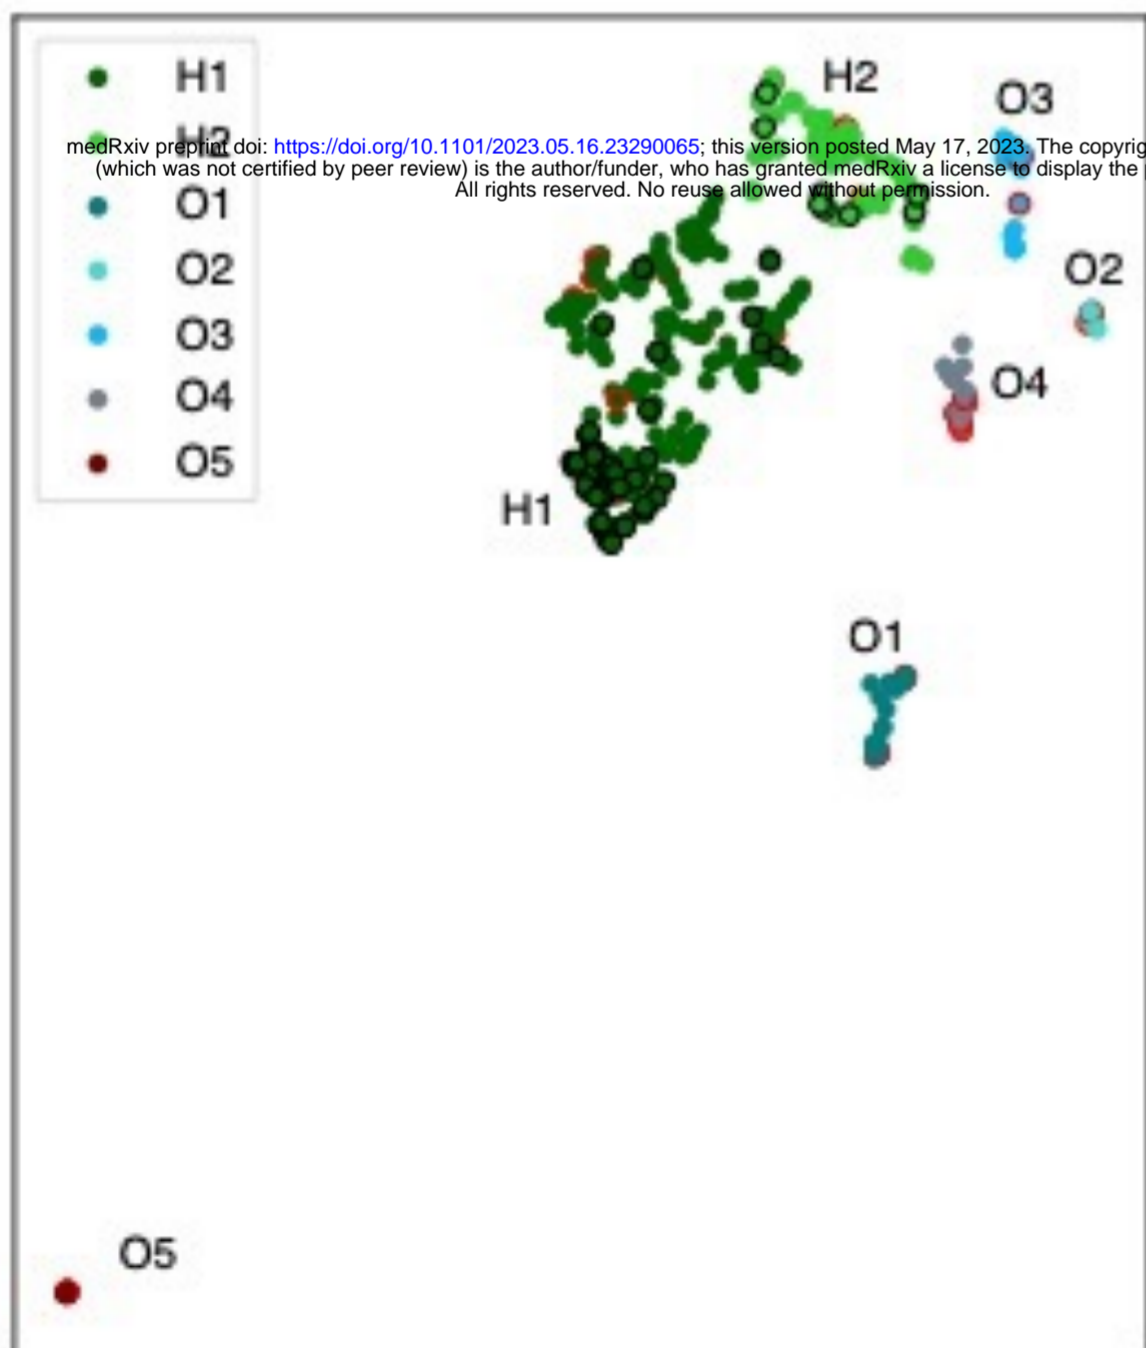 H1
H2
O1
O2
O3
O4
O5
medRxiv preprint doi: https://doi.org/10.1101/2023.05.16.23290065; this version posted May 17, 2023. The
(which was not certified by peer review) is the author/funder, who has granted medRxiv a license to display the
All rights reserved. No reuse allowed without permission.
H2
O3
O2
O4
H1
O1
O5